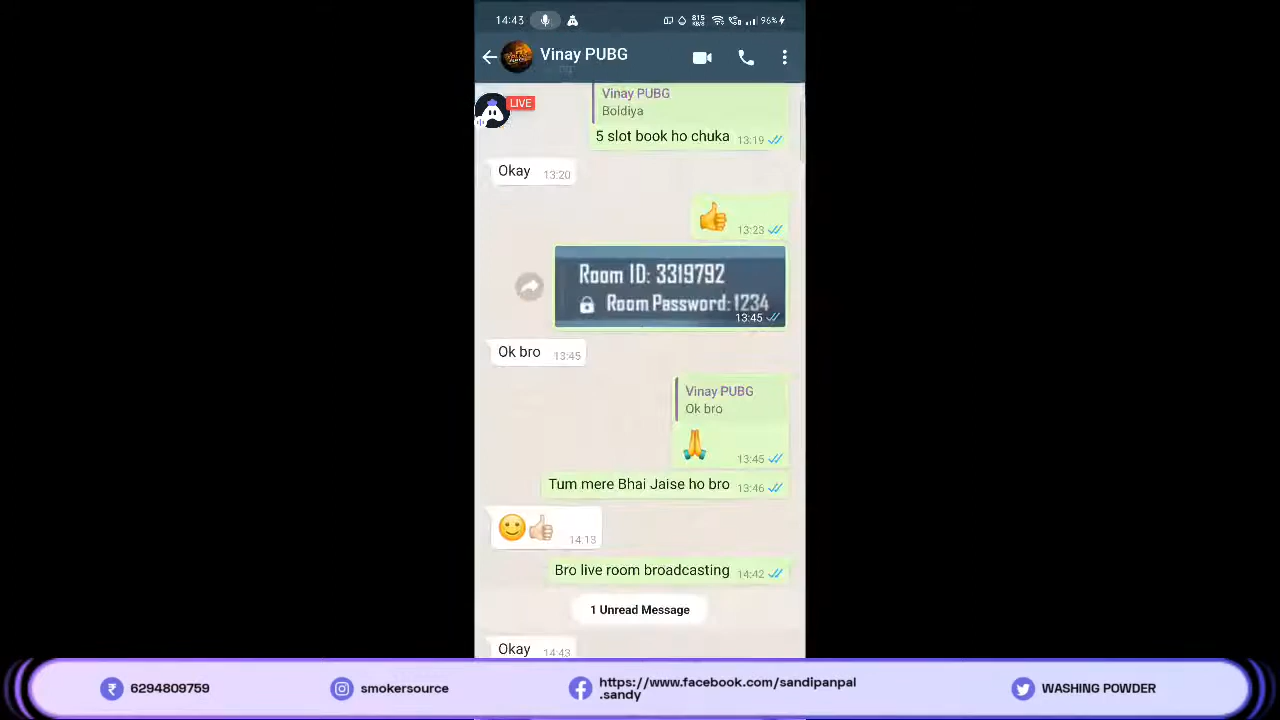 14:43
815
KB/S
96%
Vinay PUBG
LIVE
Vinay PUBG
Boldiya
5 slot book ho chuka 13:19
Okay 13:20
👍 13:23
Room ID: 3319792
Room Password: 1234
13:45
Ok bro 13:45
Vinay PUBG
Ok bro
🙏 13:45
Tum mere Bhai Jaise ho bro 13:46
🙂👍🏻 14:13
Bro live room broadcasting 14:42
1 Unread Message
Okay 14:43
₹ 6294809759
smokersource
https://www.facebook.com/sandipanpal
.sandy
WASHING POWDER